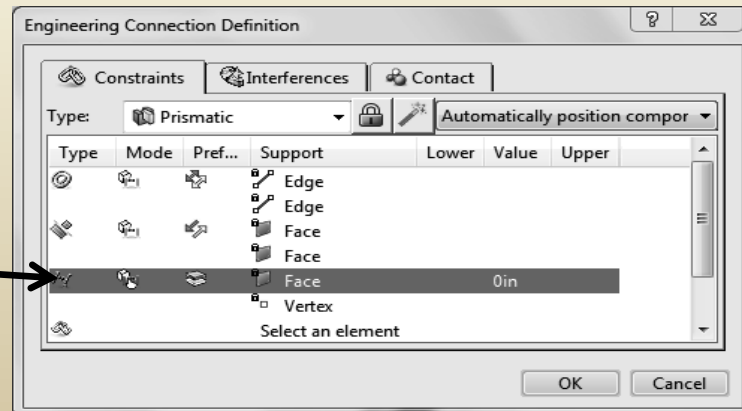 Engineering Connection Definition
Constraints Interferences Contact
Type: Prismatic Automatically position compor
Type Mode Pref... Support Lower Value Upper
Edge
Edge
Face
Face
Face 0in
Vertex
Select an element
OK Cancel